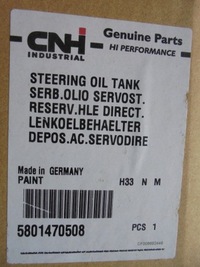 CNH
INDUSTRIAL
Genuine Parts
HI PERFORMANCE
STEERING OIL TANK
SERB.OLIO SERVOST.
RESERV.HLE DIRECT.
LENKOELBEHAELTER
DEPOS.AC.SERVODIRE
Made in GERMANY
PAINT H33 N M
5801470508 PCS 1